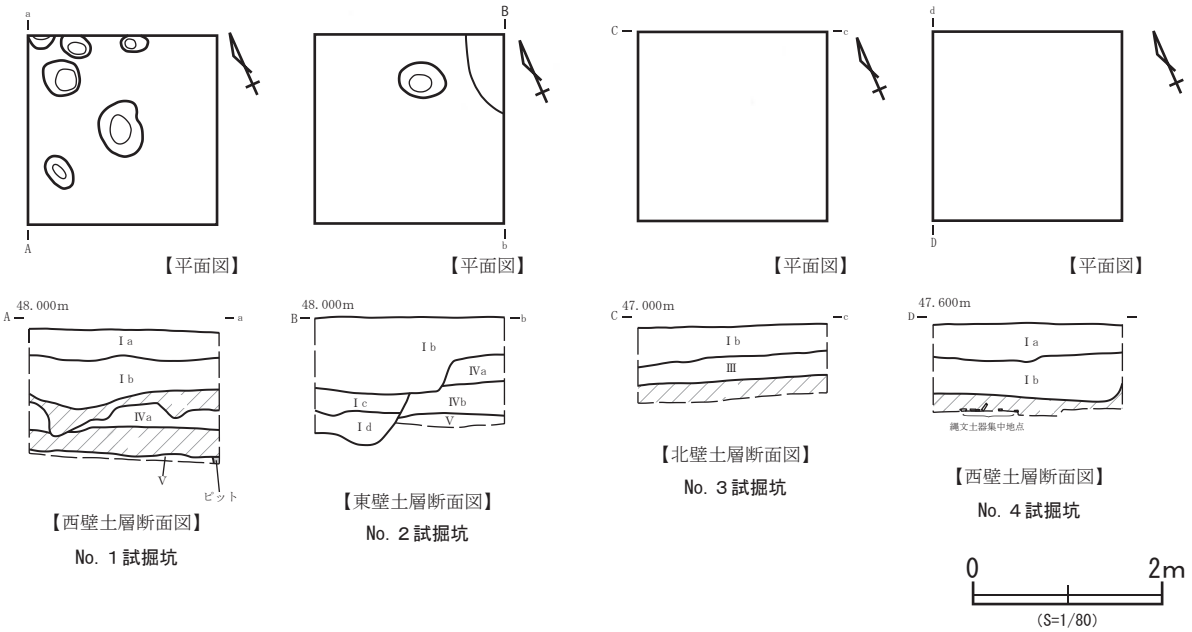 a
A
【平面図】
B
b
【平面図】
C
c
【平面図】
d
D
【平面図】
48.000m
A
a
Ⅰa
Ⅰb
Ⅳa
Ⅴ
ピット
【西壁土層断面図】
No. 1試掘坑
48.000m
B
b
Ⅰb
Ⅳa
Ⅰc
Ⅳb
Ⅰd
Ⅴ
【東壁土層断面図】
No. 2試掘坑
47.000m
C
c
Ⅰb
Ⅲ
【北壁土層断面図】
No. 3試掘坑
47.600m
D
Ⅰa
Ⅰb
縄文土器集中地点
【西壁土層断面図】
No. 4試掘坑
0 2m
(S=1/80)